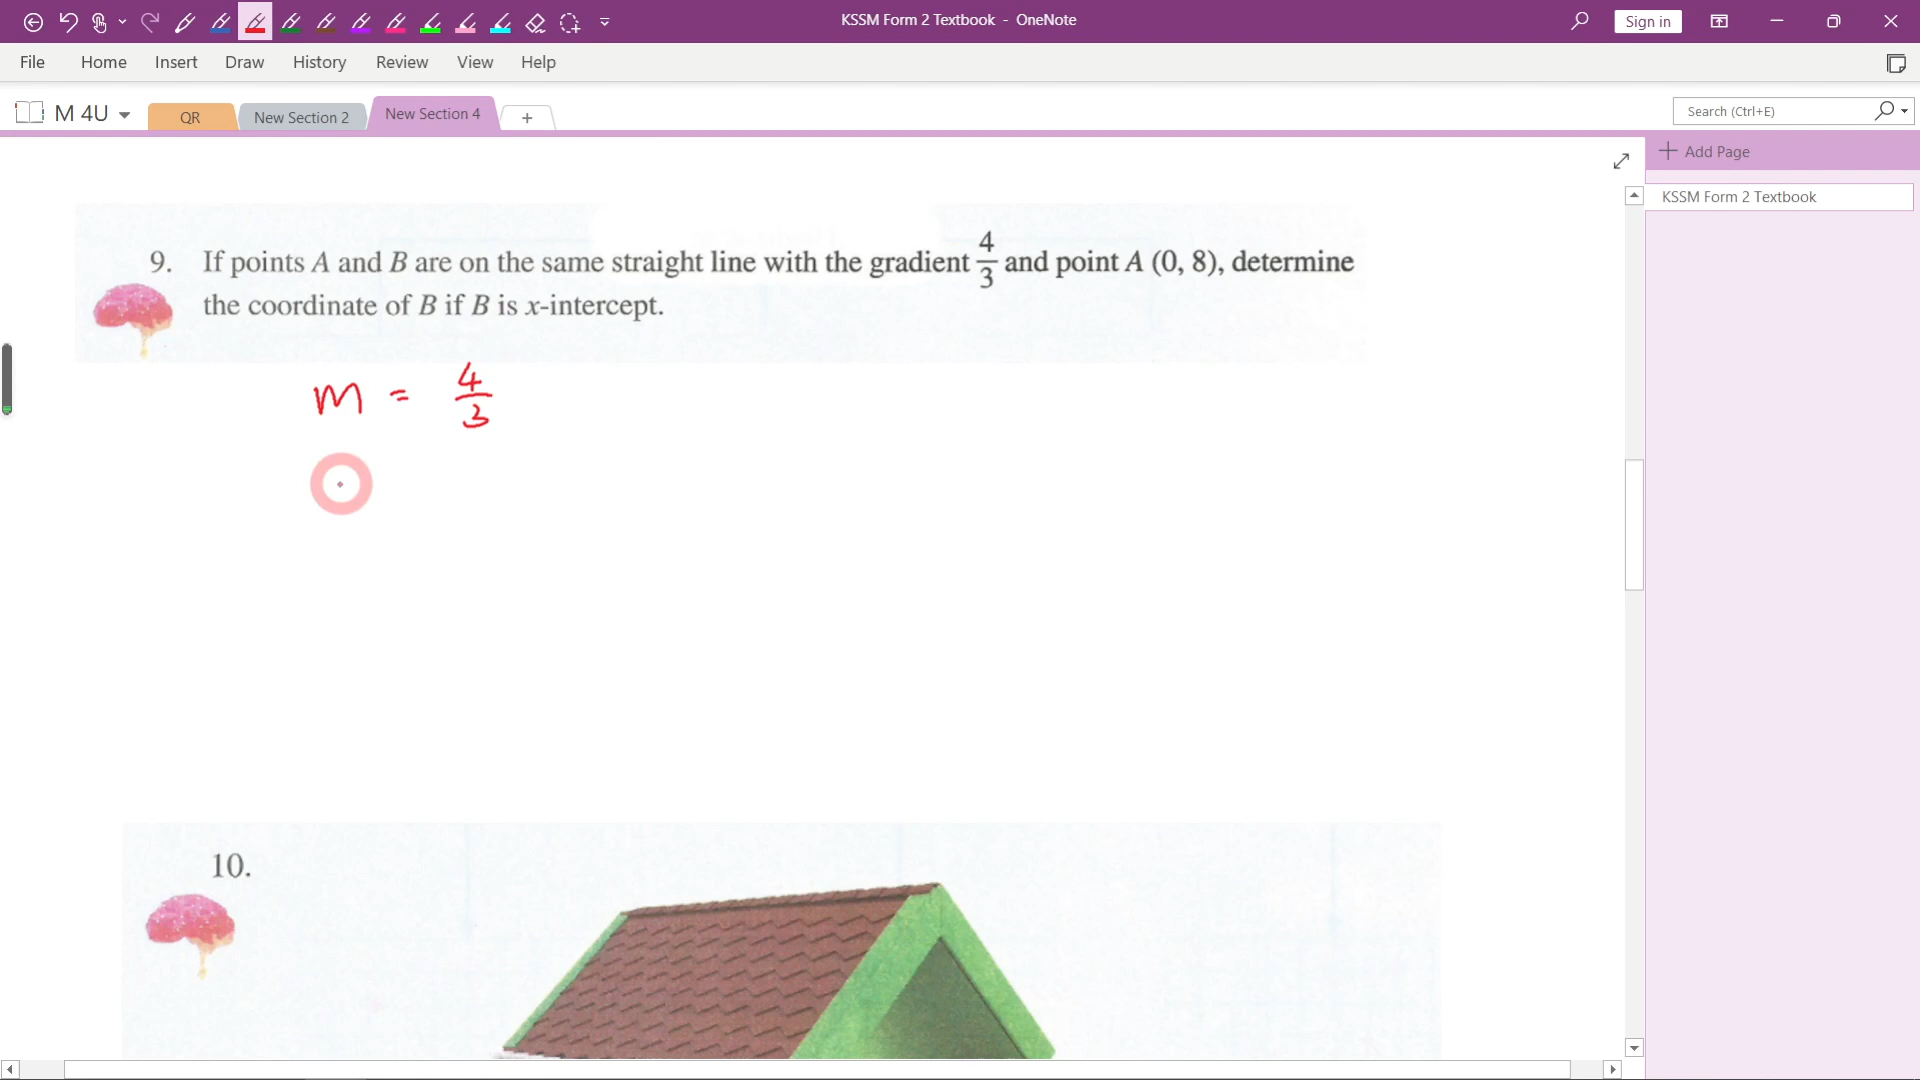 KSSM Form 2 Textbook - OneNote
Sign in
File Home Insert Draw History Review View Help
M 4U QR New Section 2 New Section 4 +
Search (Ctrl+E)
Add Page
KSSM Form 2 Textbook
9. If points A and B are on the same straight line with the gradient 4/3 and point A (0, 8), determine
the coordinate of B if B is x-intercept.
m = 4/3
10.